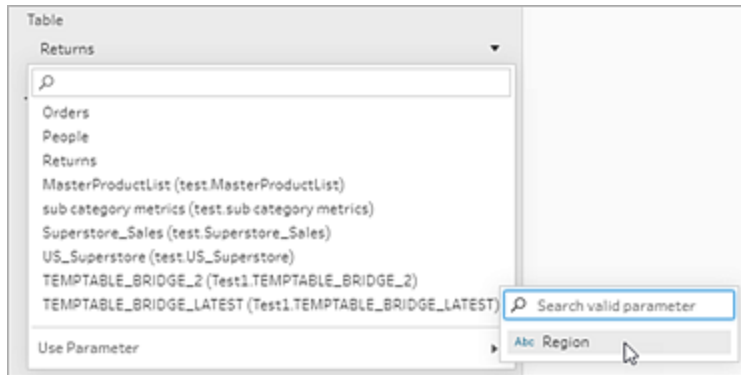 Table
Returns
Orders
People
Returns
MasterProductList (test.MasterProductList)
sub category metrics (test.sub category metrics)
Superstore_Sales (test.Superstore_Sales)
US_Superstore (test.US_Superstore)
TEMPTABLE_BRIDGE_2 (Test1.TEMPTABLE_BRIDGE_2)
TEMPTABLE_BRIDGE_LATEST (Test1.TEMPTABLE_BRIDGE_LATEST)
Search valid parameter
Use Parameter
Abc Region